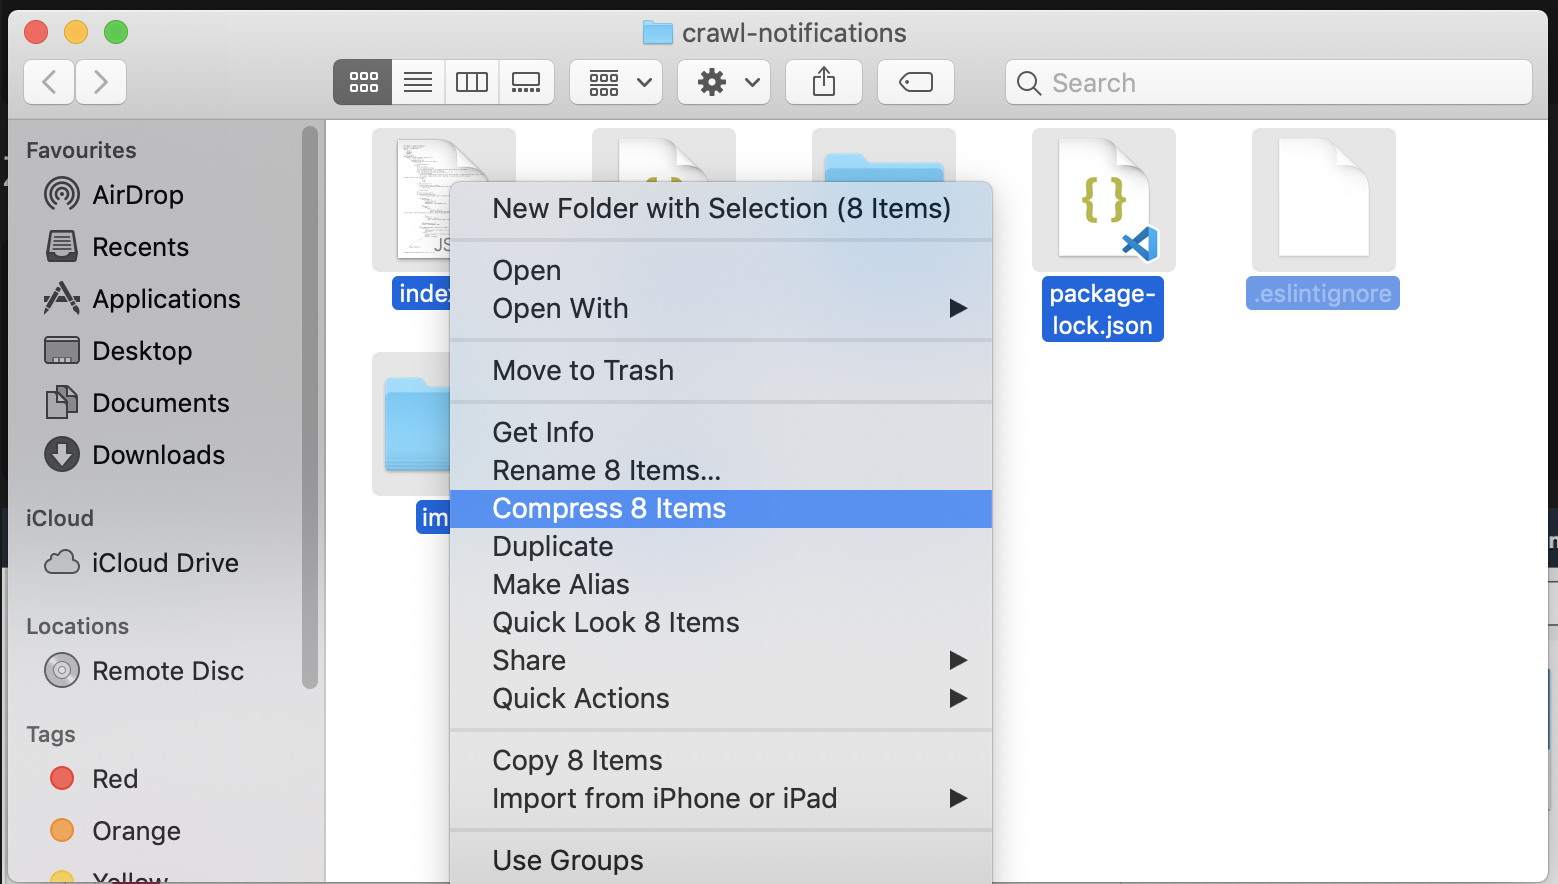 crawl-notifications
Search
Favourites
AirDrop
Recents
Applications
Desktop
Documents
Downloads
iCloud
iCloud Drive
Locations
Remote Disc
Tags
Red
Orange
Yellow
JS
index
package-
lock.json
.eslintignore
im
New Folder with Selection (8 Items)
Open
Open With
Move to Trash
Get Info
Rename 8 Items...
Compress 8 Items
Duplicate
Make Alias
Quick Look 8 Items
Share
Quick Actions
Copy 8 Items
Import from iPhone or iPad
Use Groups